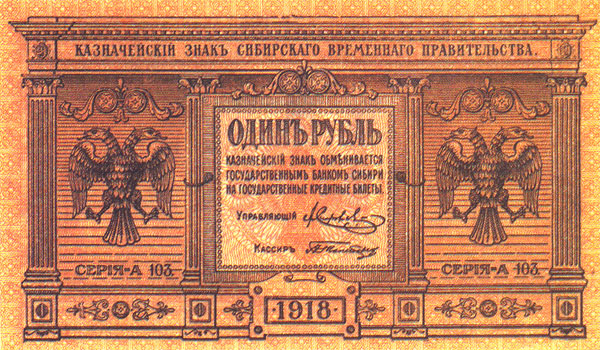 КАЗНАЧЕЙСКІЙ ЗНАКЪ СИБИРСКАГО ВРЕМЕННАГО ПРАВИТЕЛЬСТВА.
ОДИНЪ РУБЛЬ
КАЗНАЧЕЙСКІЙ ЗНАКЪ ОБМѢНИВАЕТСЯ
ГОСУДАРСТВЕННЫМЪ БАНКОМЪ СИБИРИ
НА ГОСУДАРСТВЕННЫЕ КРЕДИТНЫЕ БИЛЕТЫ.
УПРАВЛЯЮЩІЙ
КАССИРЪ
СЕРІЯ-А 103.
СЕРІЯ-А 103.
1918